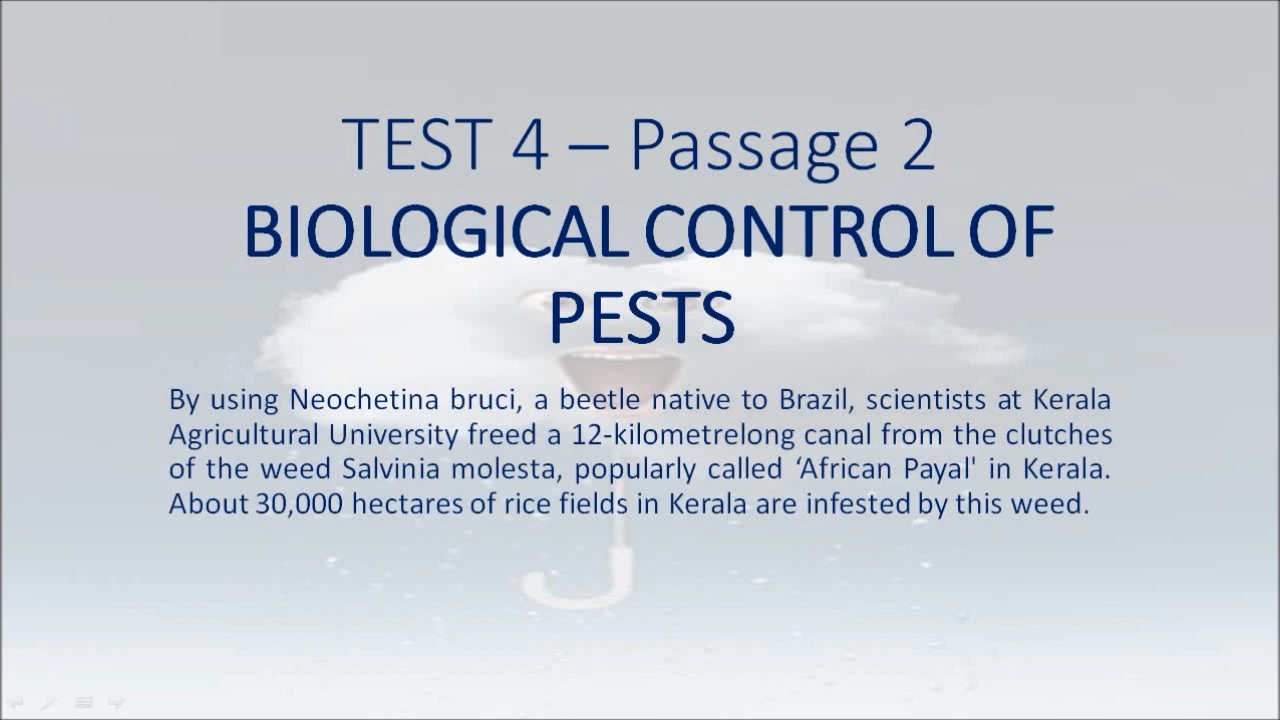 TEST 4 – Passage 2
BIOLOGICAL CONTROL OF
PESTS
By using Neochetina bruci, a beetle native to Brazil, scientists at Kerala
Agricultural University freed a 12-kilometrelong canal from the clutches
of the weed Salvinia molesta, popularly called ‘African Payal' in Kerala.
About 30,000 hectares of rice fields in Kerala are infested by this weed.